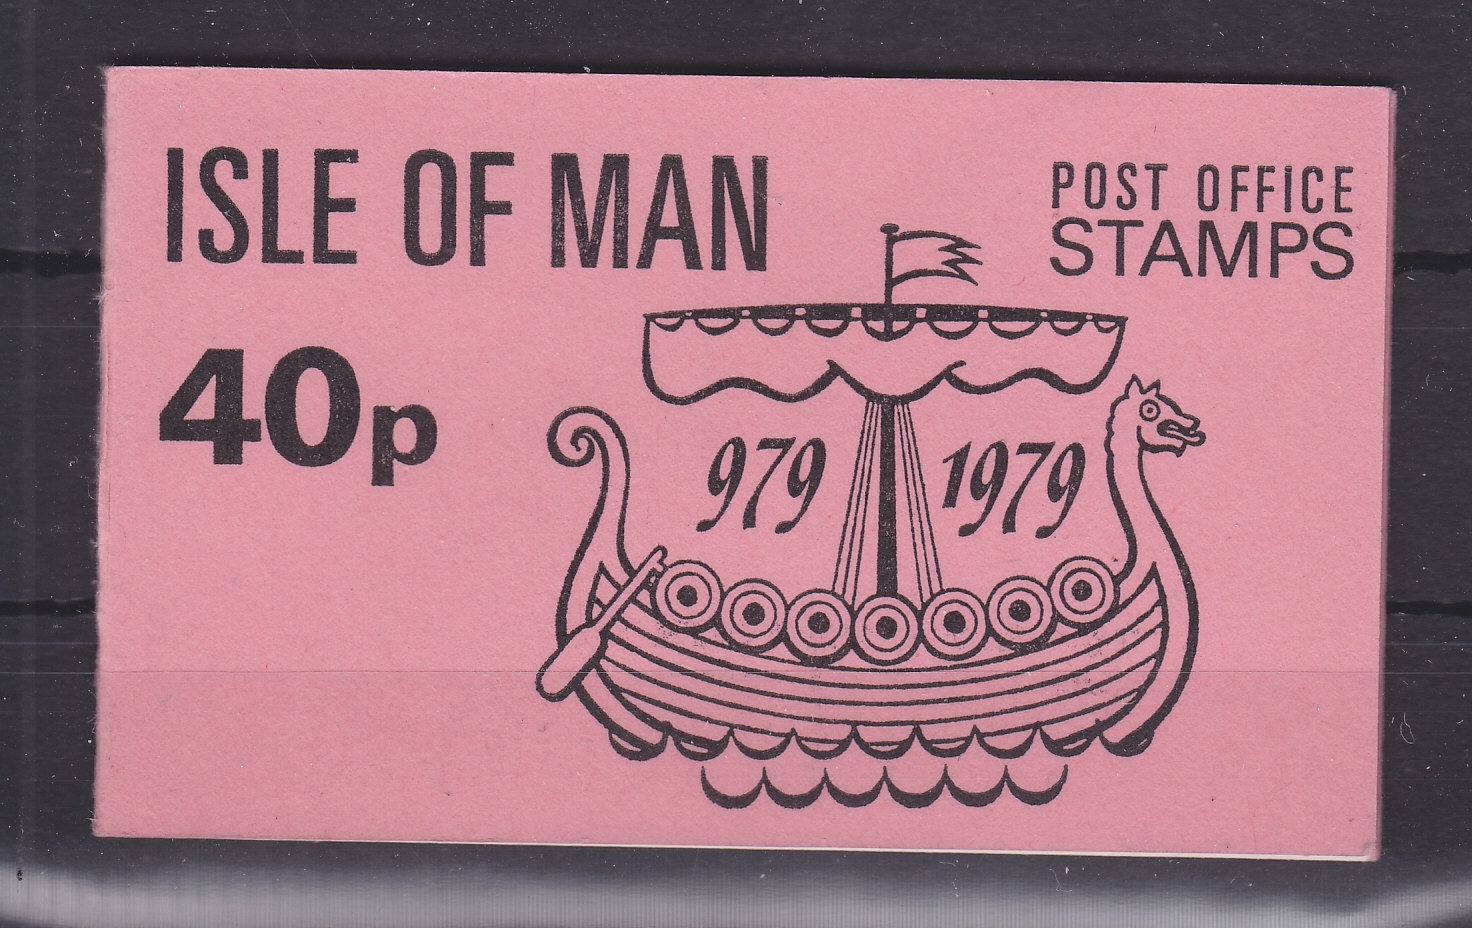 ISLE OF MAN
POST OFFICE
STAMPS
40p
979 1979